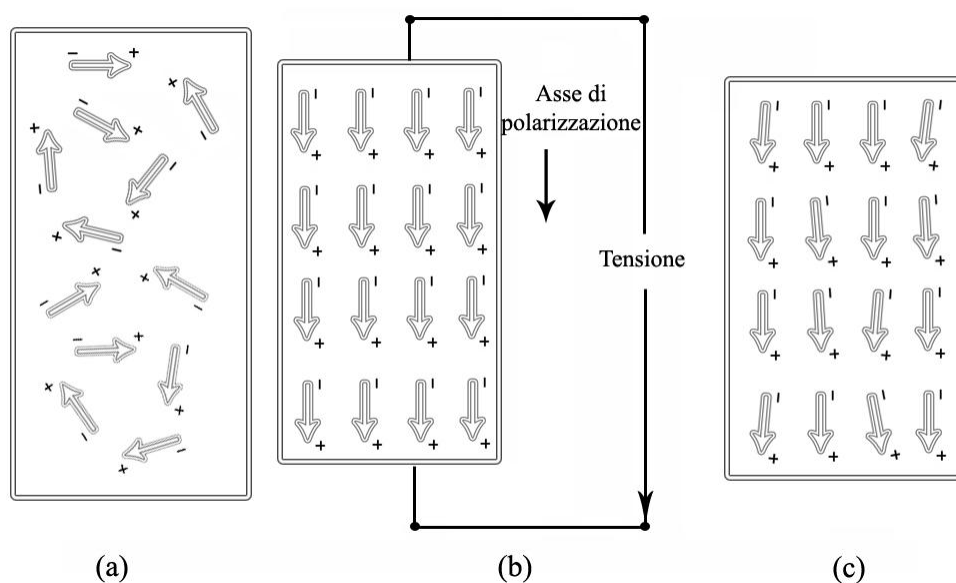 Asse di
polarizzazione
Tensione
(a)
(b)
(c)